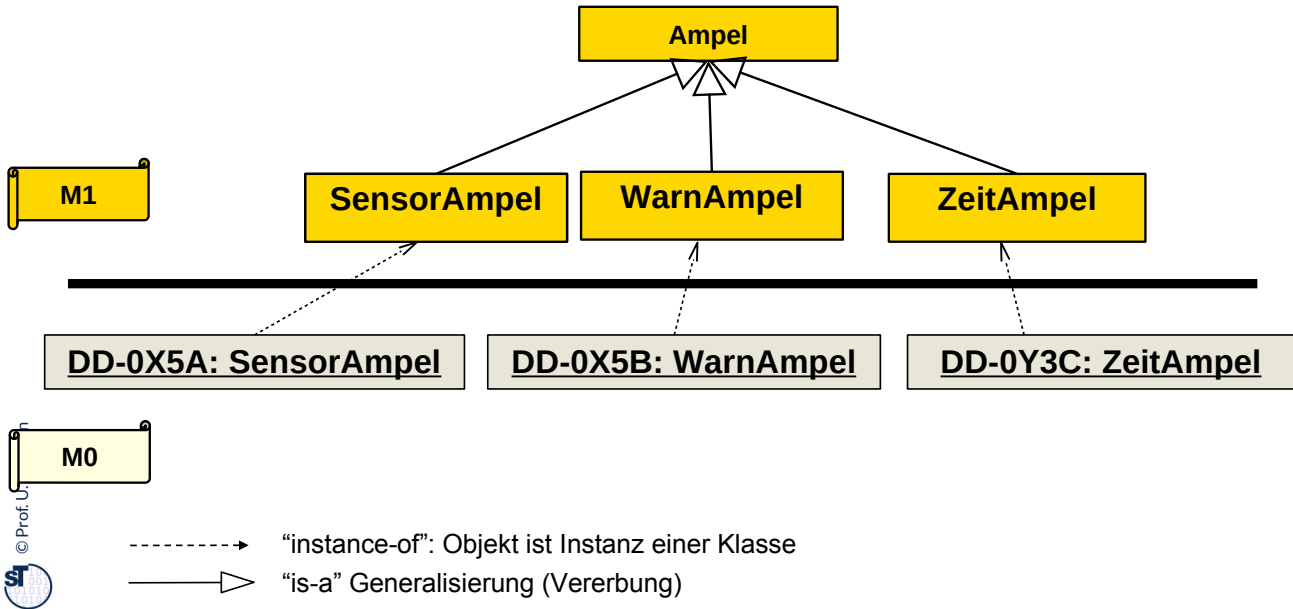 Ampel
M1
SensorAmpel
WarnAmpel
ZeitAmpel
DD-0X5A: SensorAmpel
DD-0X5B: WarnAmpel
DD-0Y3C: ZeitAmpel
M0
© Prof. U.
“instance-of”: Objekt ist Instanz einer Klasse
“is-a” Generalisierung (Vererbung)
ST